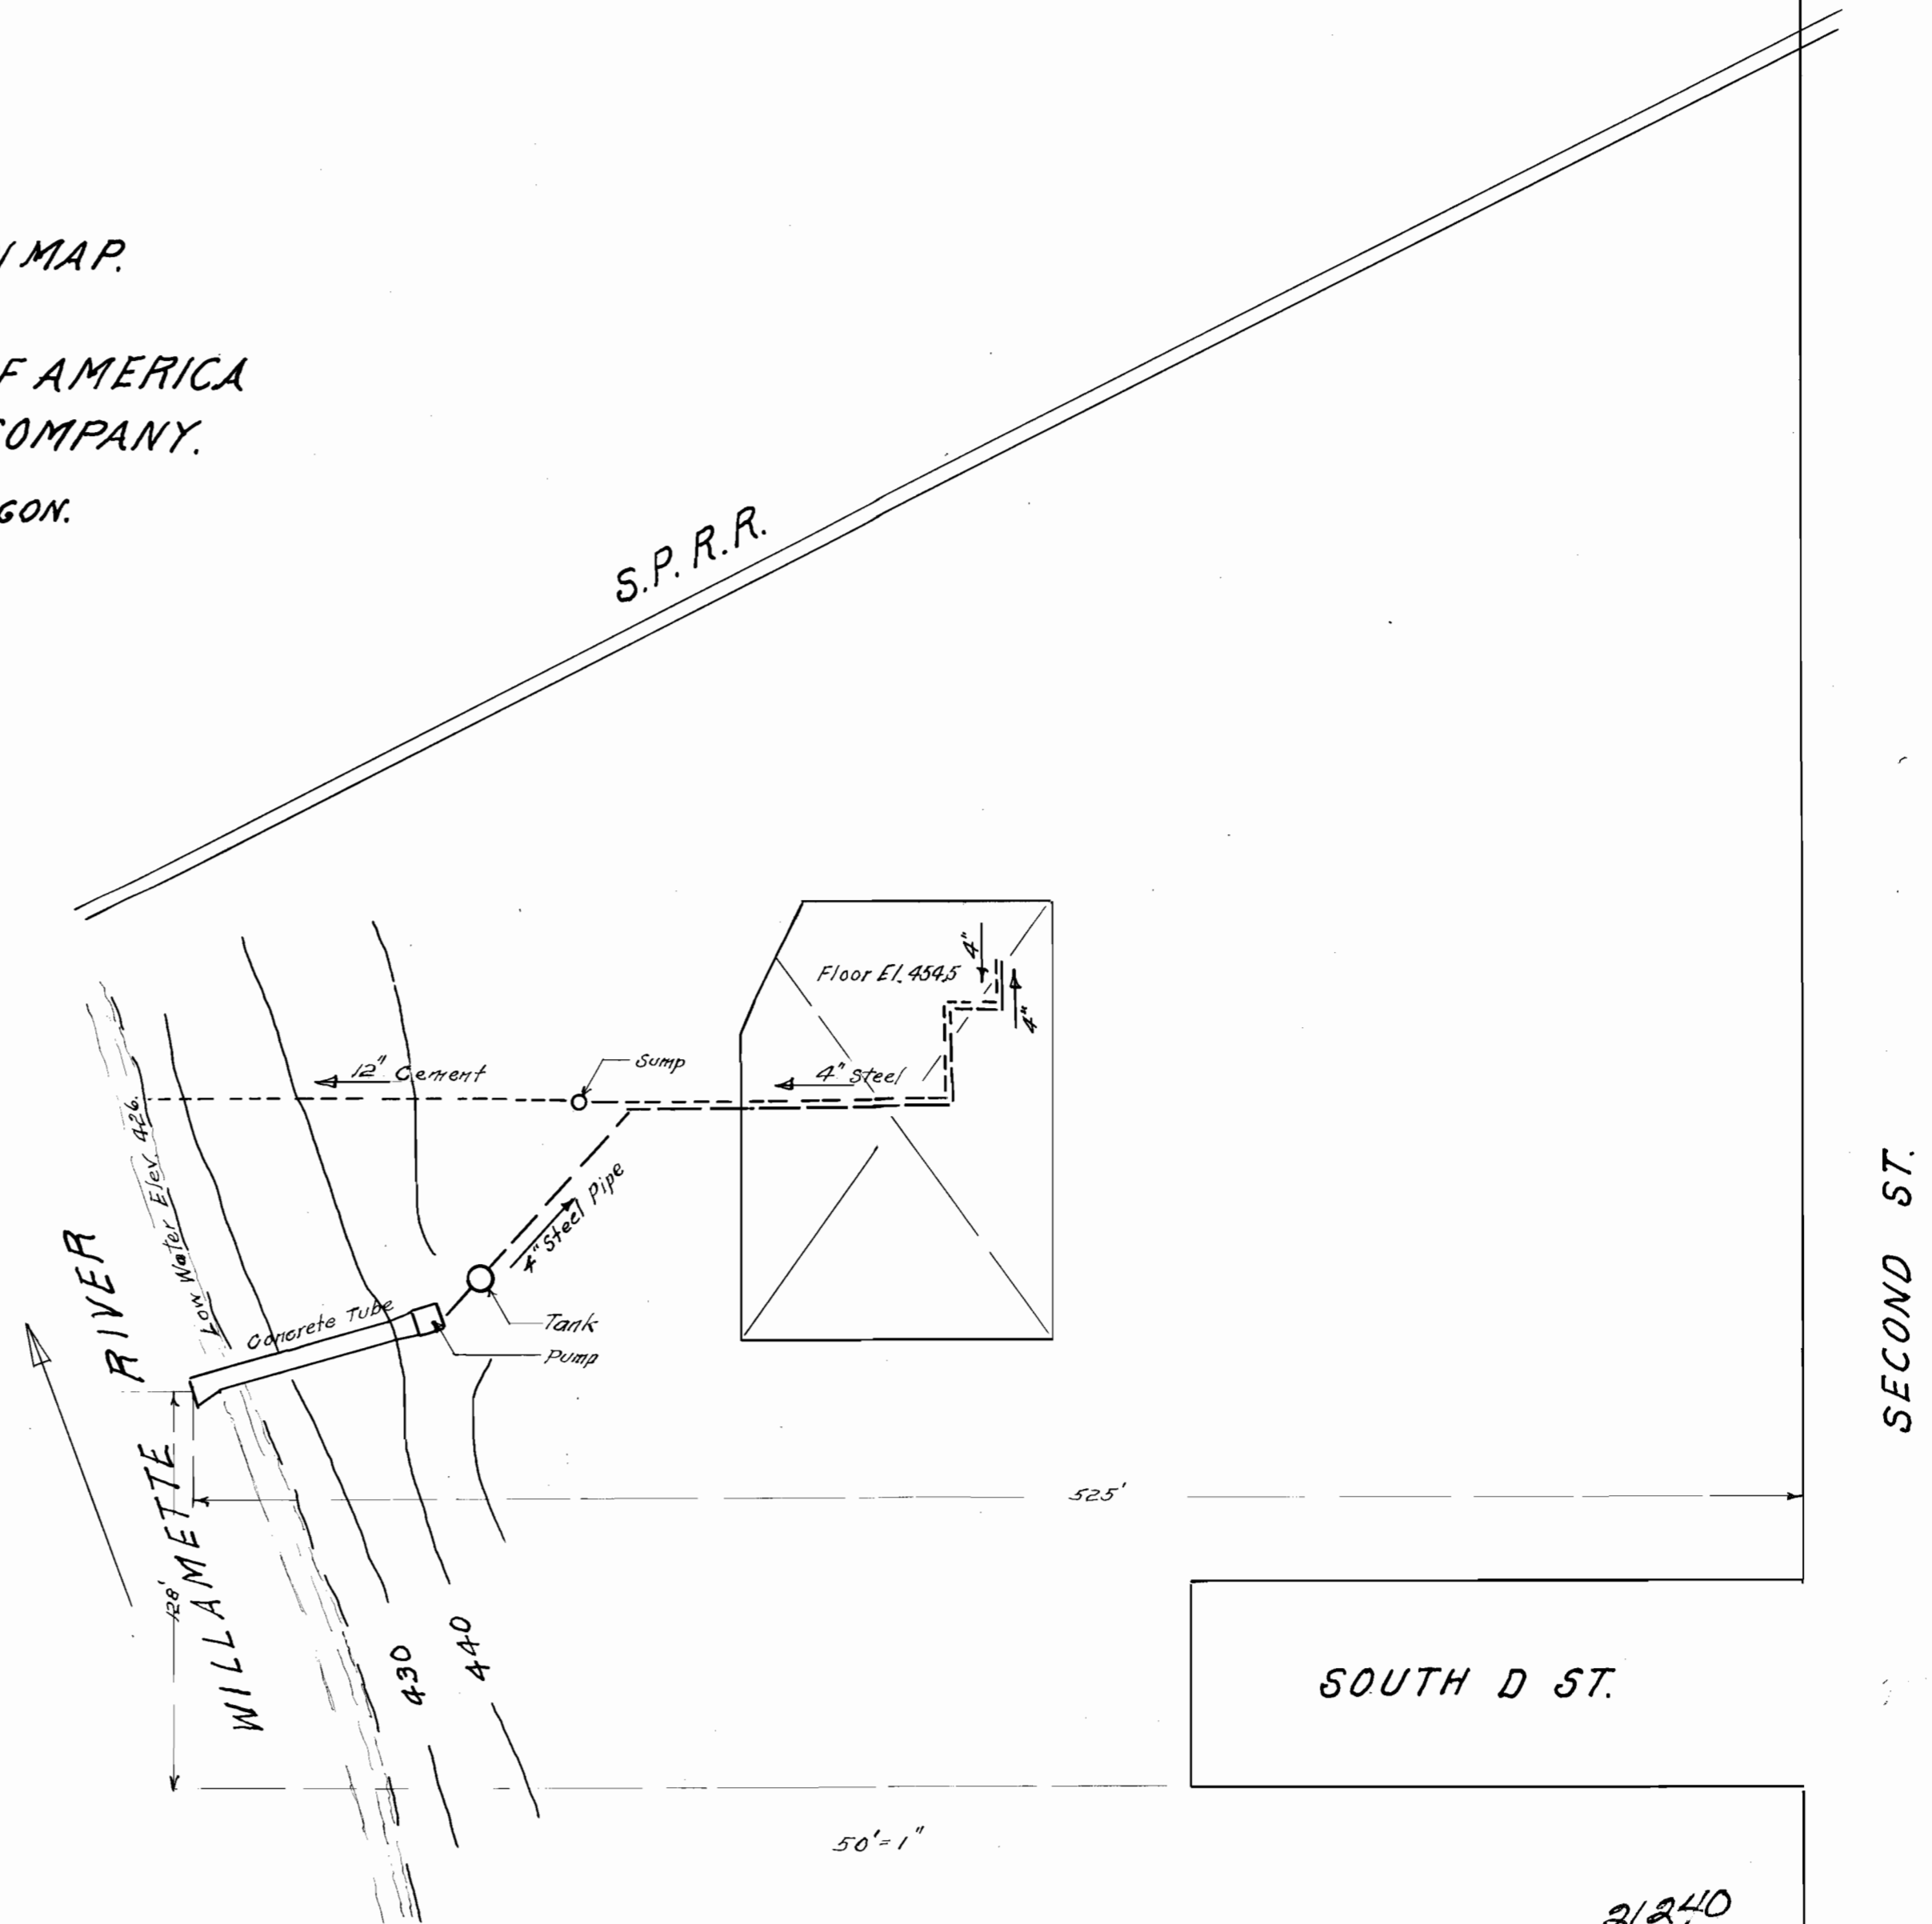 MAP.
F AMERICA
COMPANY.
GON.
S.P.R.R.
Floor El. 454.5
4"
4"
12" Cement
Sump
4" Steel
Low Water Elev. 426.
4" Steel Pipe
Concrete Tube
Tank
Pump
WILLAMETTE RIVER
525'
128'
430
440
SECOND ST.
SOUTH D ST.
50' = 1"
21240